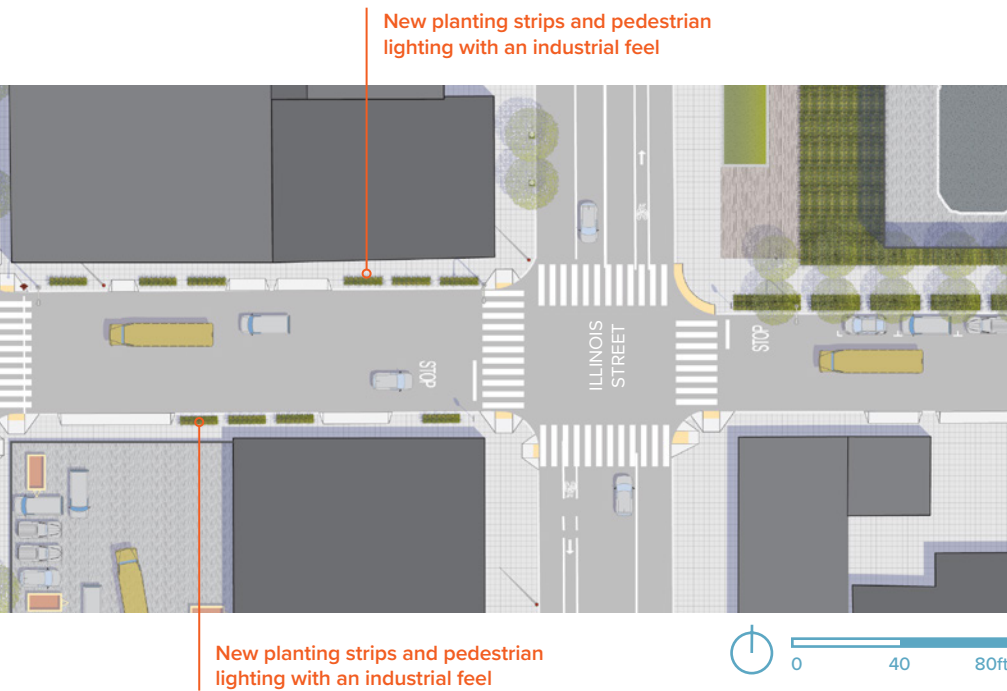 New planting strips and pedestrian
lighting with an industrial feel
ILLINOIS
STREET
STOP
STOP
New planting strips and pedestrian
lighting with an industrial feel
0 40 80ft